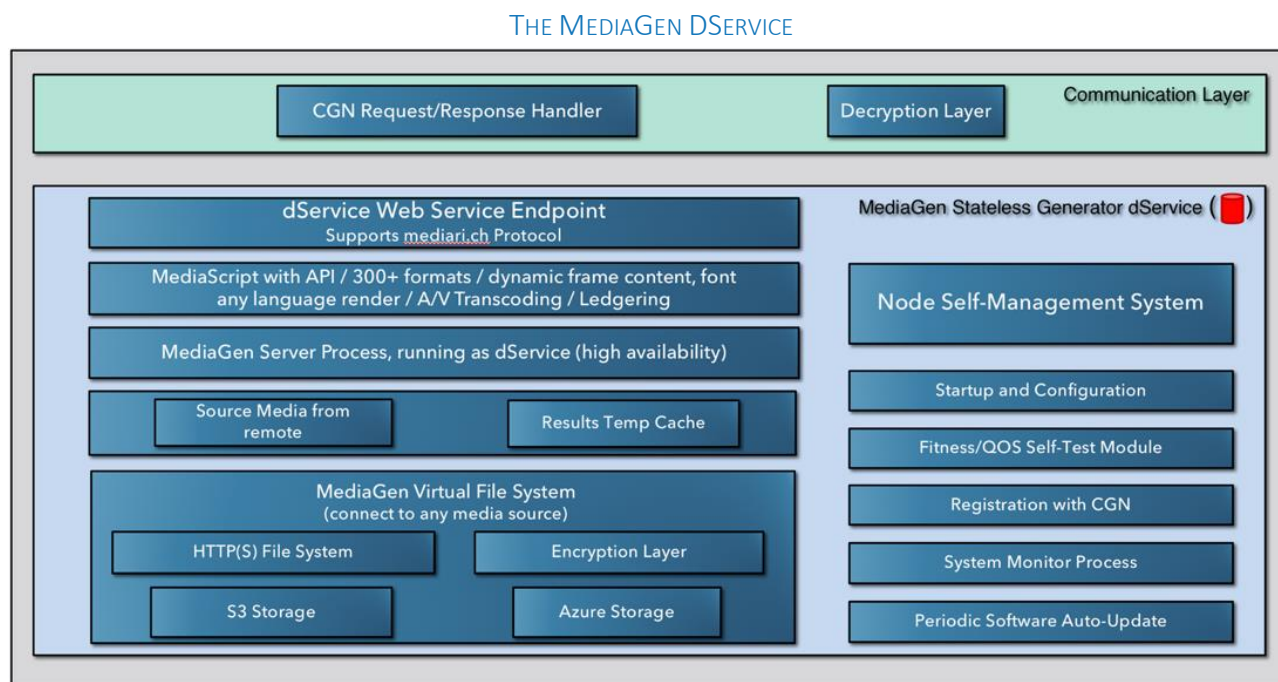 THE MEDIAGEN DSERVICE
Communication Layer
CGN Request/Response Handler
Decryption Layer
MediaGen Stateless Generator dService ( )
dService Web Service Endpoint
Supports mediari.ch Protocol
MediaScript with API / 300+ formats / dynamic frame content, font
any language render / A/V Transcoding / Ledgering
MediaGen Server Process, running as dService (high availability)
Source Media from
remote
Results Temp Cache
MediaGen Virtual File System
(connect to any media source)
HTTP(S) File System
Encryption Layer
S3 Storage
Azure Storage
Node Self-Management System
Startup and Configuration
Fitness/QOS Self-Test Module
Registration with CGN
System Monitor Process
Periodic Software Auto-Update